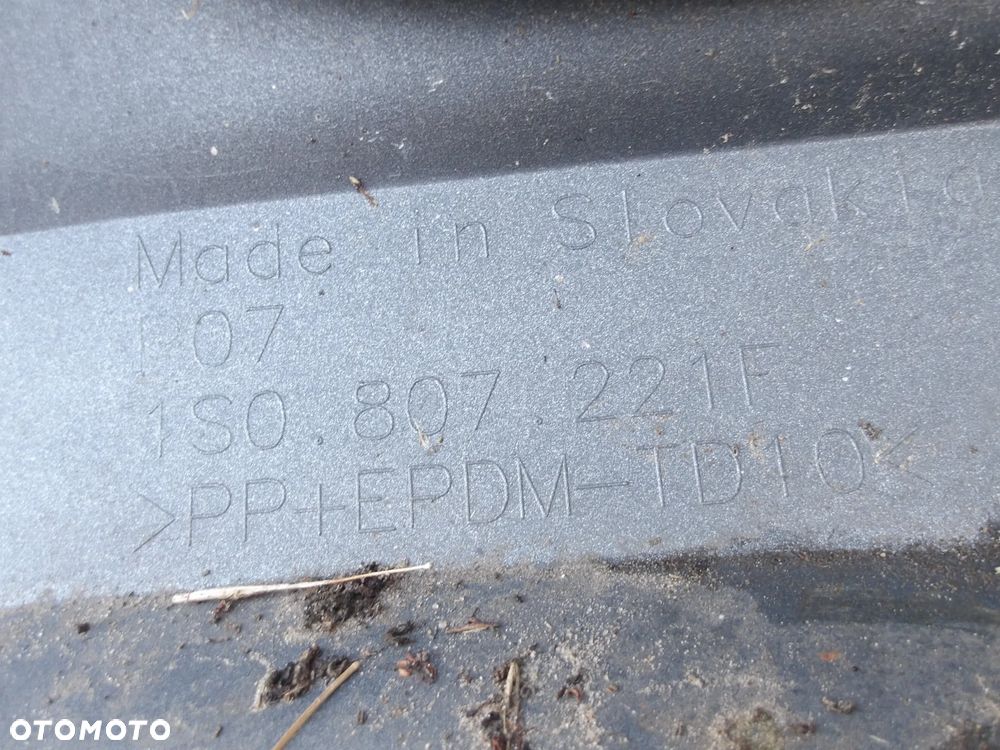 Made in Slovakia
P07
1S0.807.221F
>PP+EPDM-TD10<
OTOMOTO